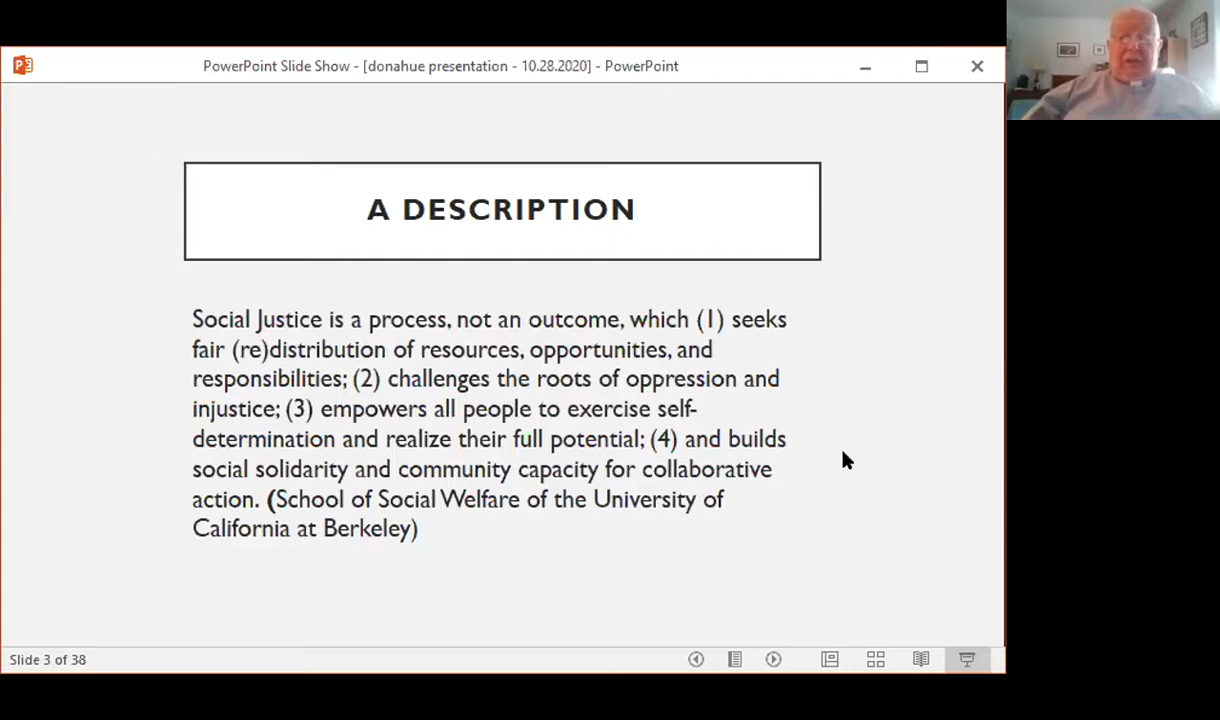 PowerPoint Slide Show - [donahue presentation - 10.28.2020] - PowerPoint
A DESCRIPTION
Social Justice is a process, not an outcome, which (1) seeks
fair (re)distribution of resources, opportunities, and
responsibilities; (2) challenges the roots of oppression and
injustice; (3) empowers all people to exercise self-
determination and realize their full potential; (4) and builds
social solidarity and community capacity for collaborative
action. (School of Social Welfare of the University of
California at Berkeley)
Slide 3 of 38